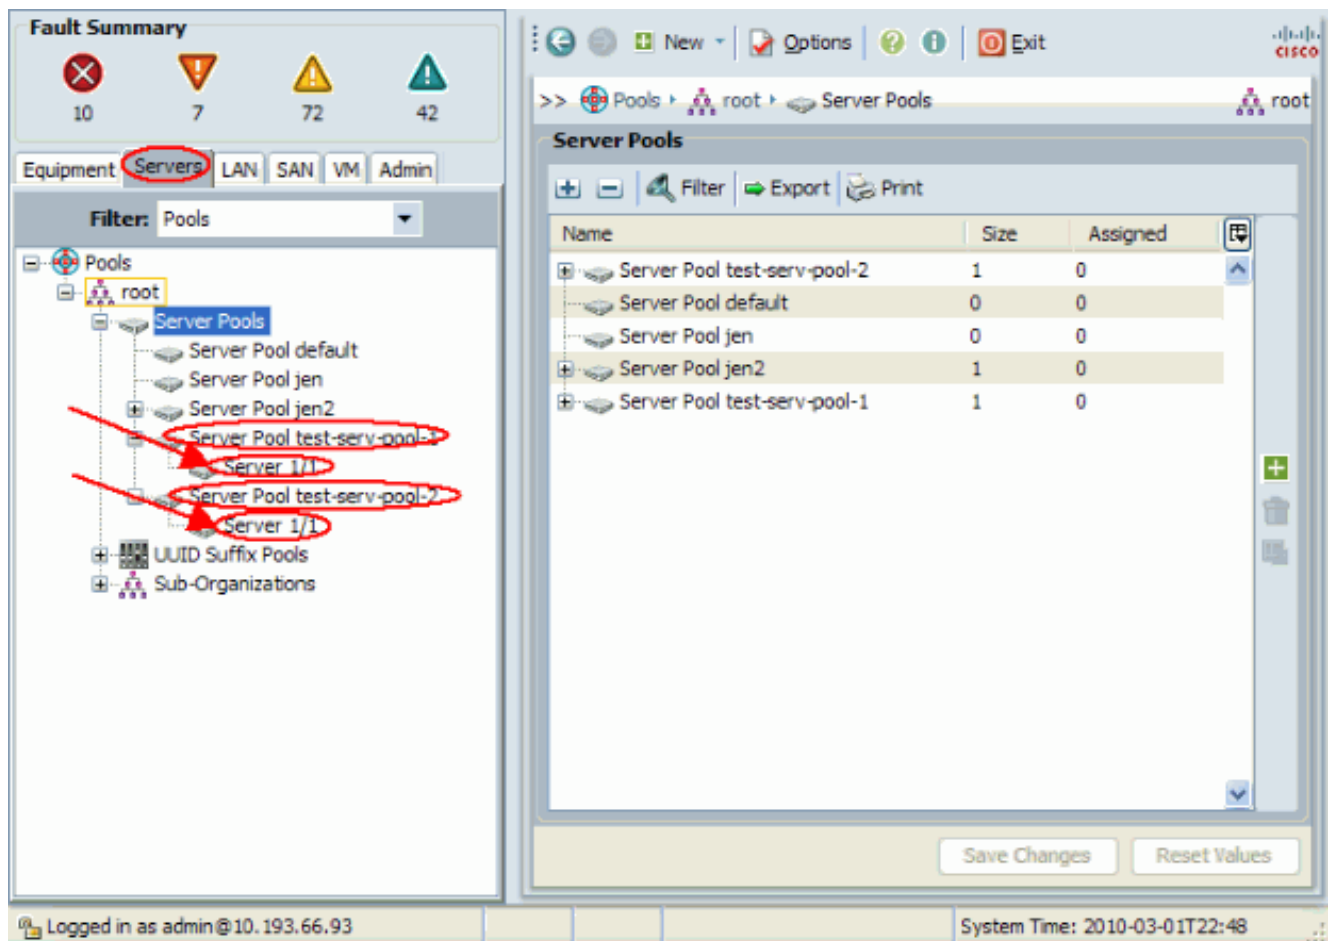 Fault Summary
10 7 72 42
Equipment Servers LAN SAN VM Admin
Filter: Pools
Pools
root
Server Pools
Server Pool default
Server Pool jen
Server Pool jen2
Server Pool test-serv-pool-1
Server 1/1
Server Pool test-serv-pool-2
Server 1/1
UUID Suffix Pools
Sub-Organizations
New Options Exit
CISCO
>> Pools root Server Pools root
Server Pools
Filter Export Print
Name Size Assigned
Server Pool test-serv-pool-2 1 0
Server Pool default 0 0
Server Pool jen 0 0
Server Pool jen2 1 0
Server Pool test-serv-pool-1 1 0
Save Changes Reset Values
Logged in as admin@10.193.66.93 System Time: 2010-03-01T22:48